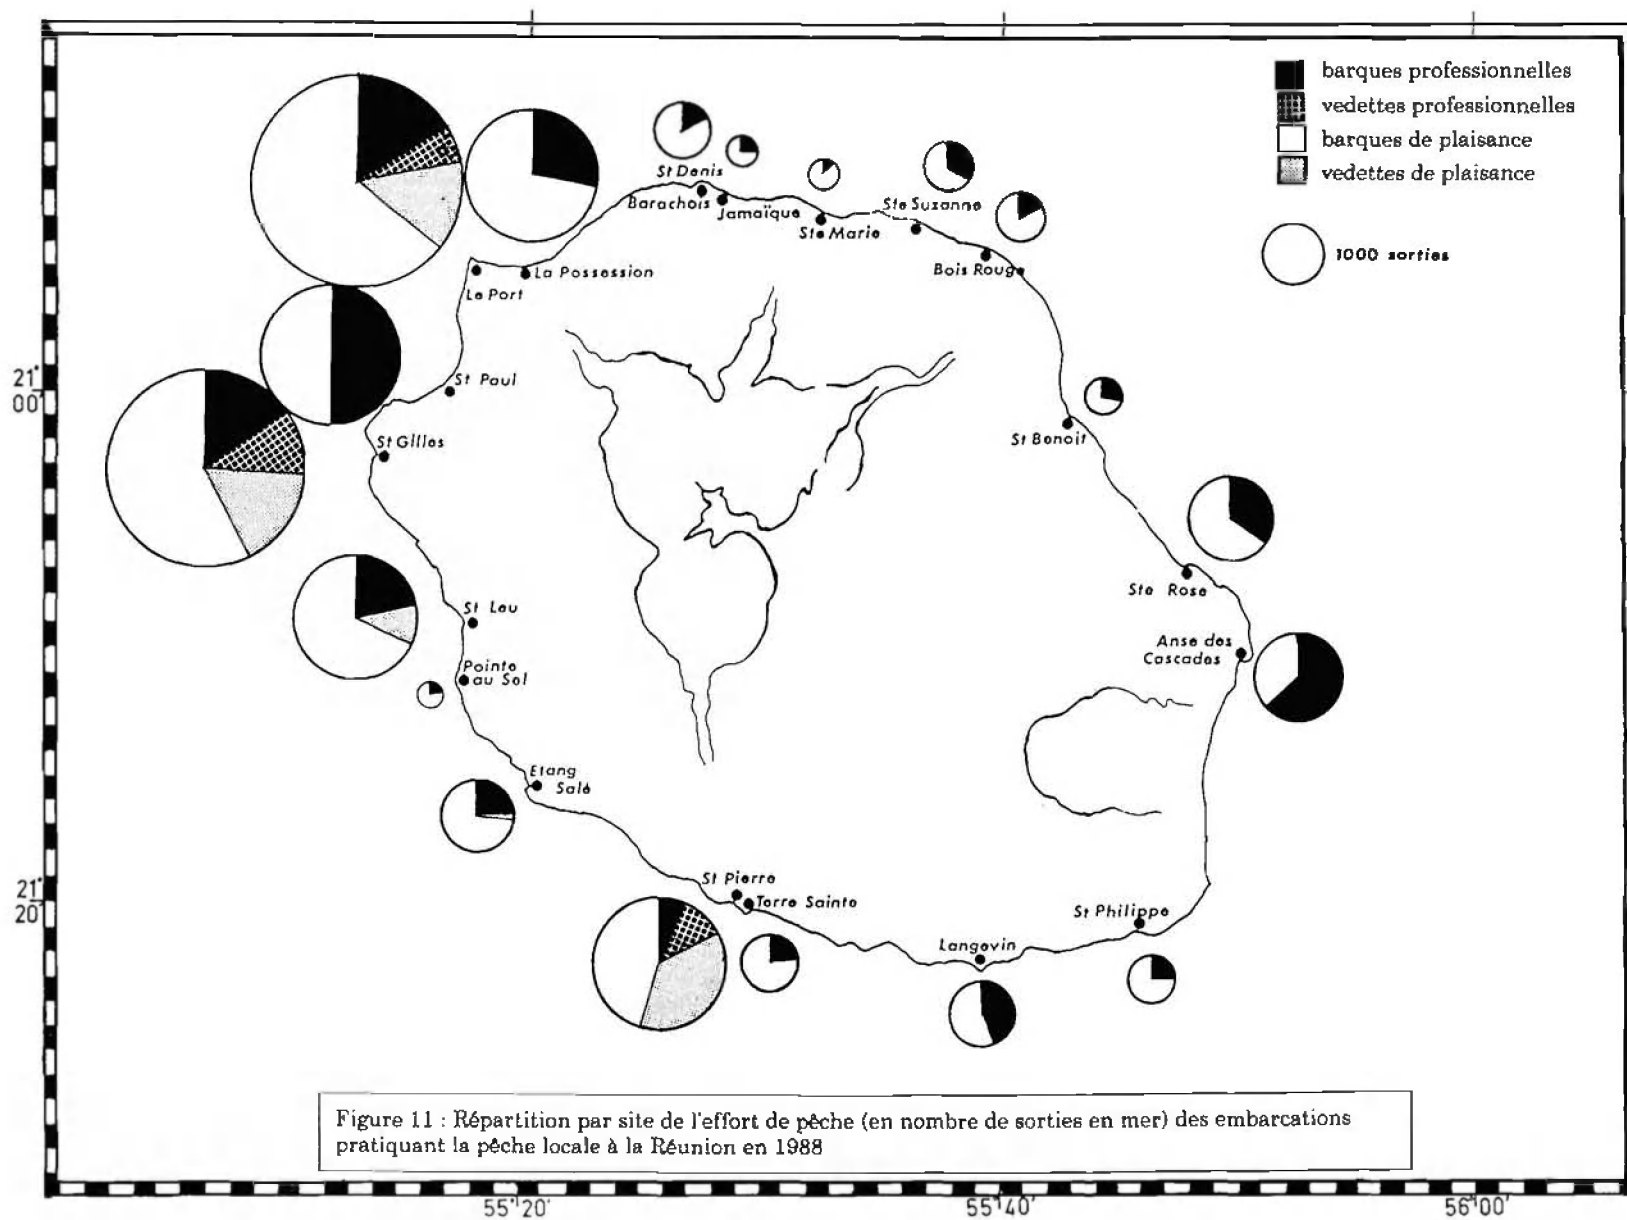 barques professionnelles
vedettes professionnelles
barques de plaisance
vedettes de plaisance
1000 sorties
St Denis
Barachois
Jamaïque
Ste Marie
Ste Suzanne
Bois Rouge
La Possession
Le Port
St Paul
St Gilles
St Benoit
Ste Rose
Anse des
Cascades
St Leu
Pointe
au Sel
Etang
Salé
St Pierre
Terre Sainte
Langevin
St Philippe
21°
00'
21°
20'
Figure 11 : Répartition par site de l'effort de pêche (en nombre de sorties en mer) des embarcations
pratiquant la pêche locale à la Réunion en 1988
55°20'
55°40'
56°00'